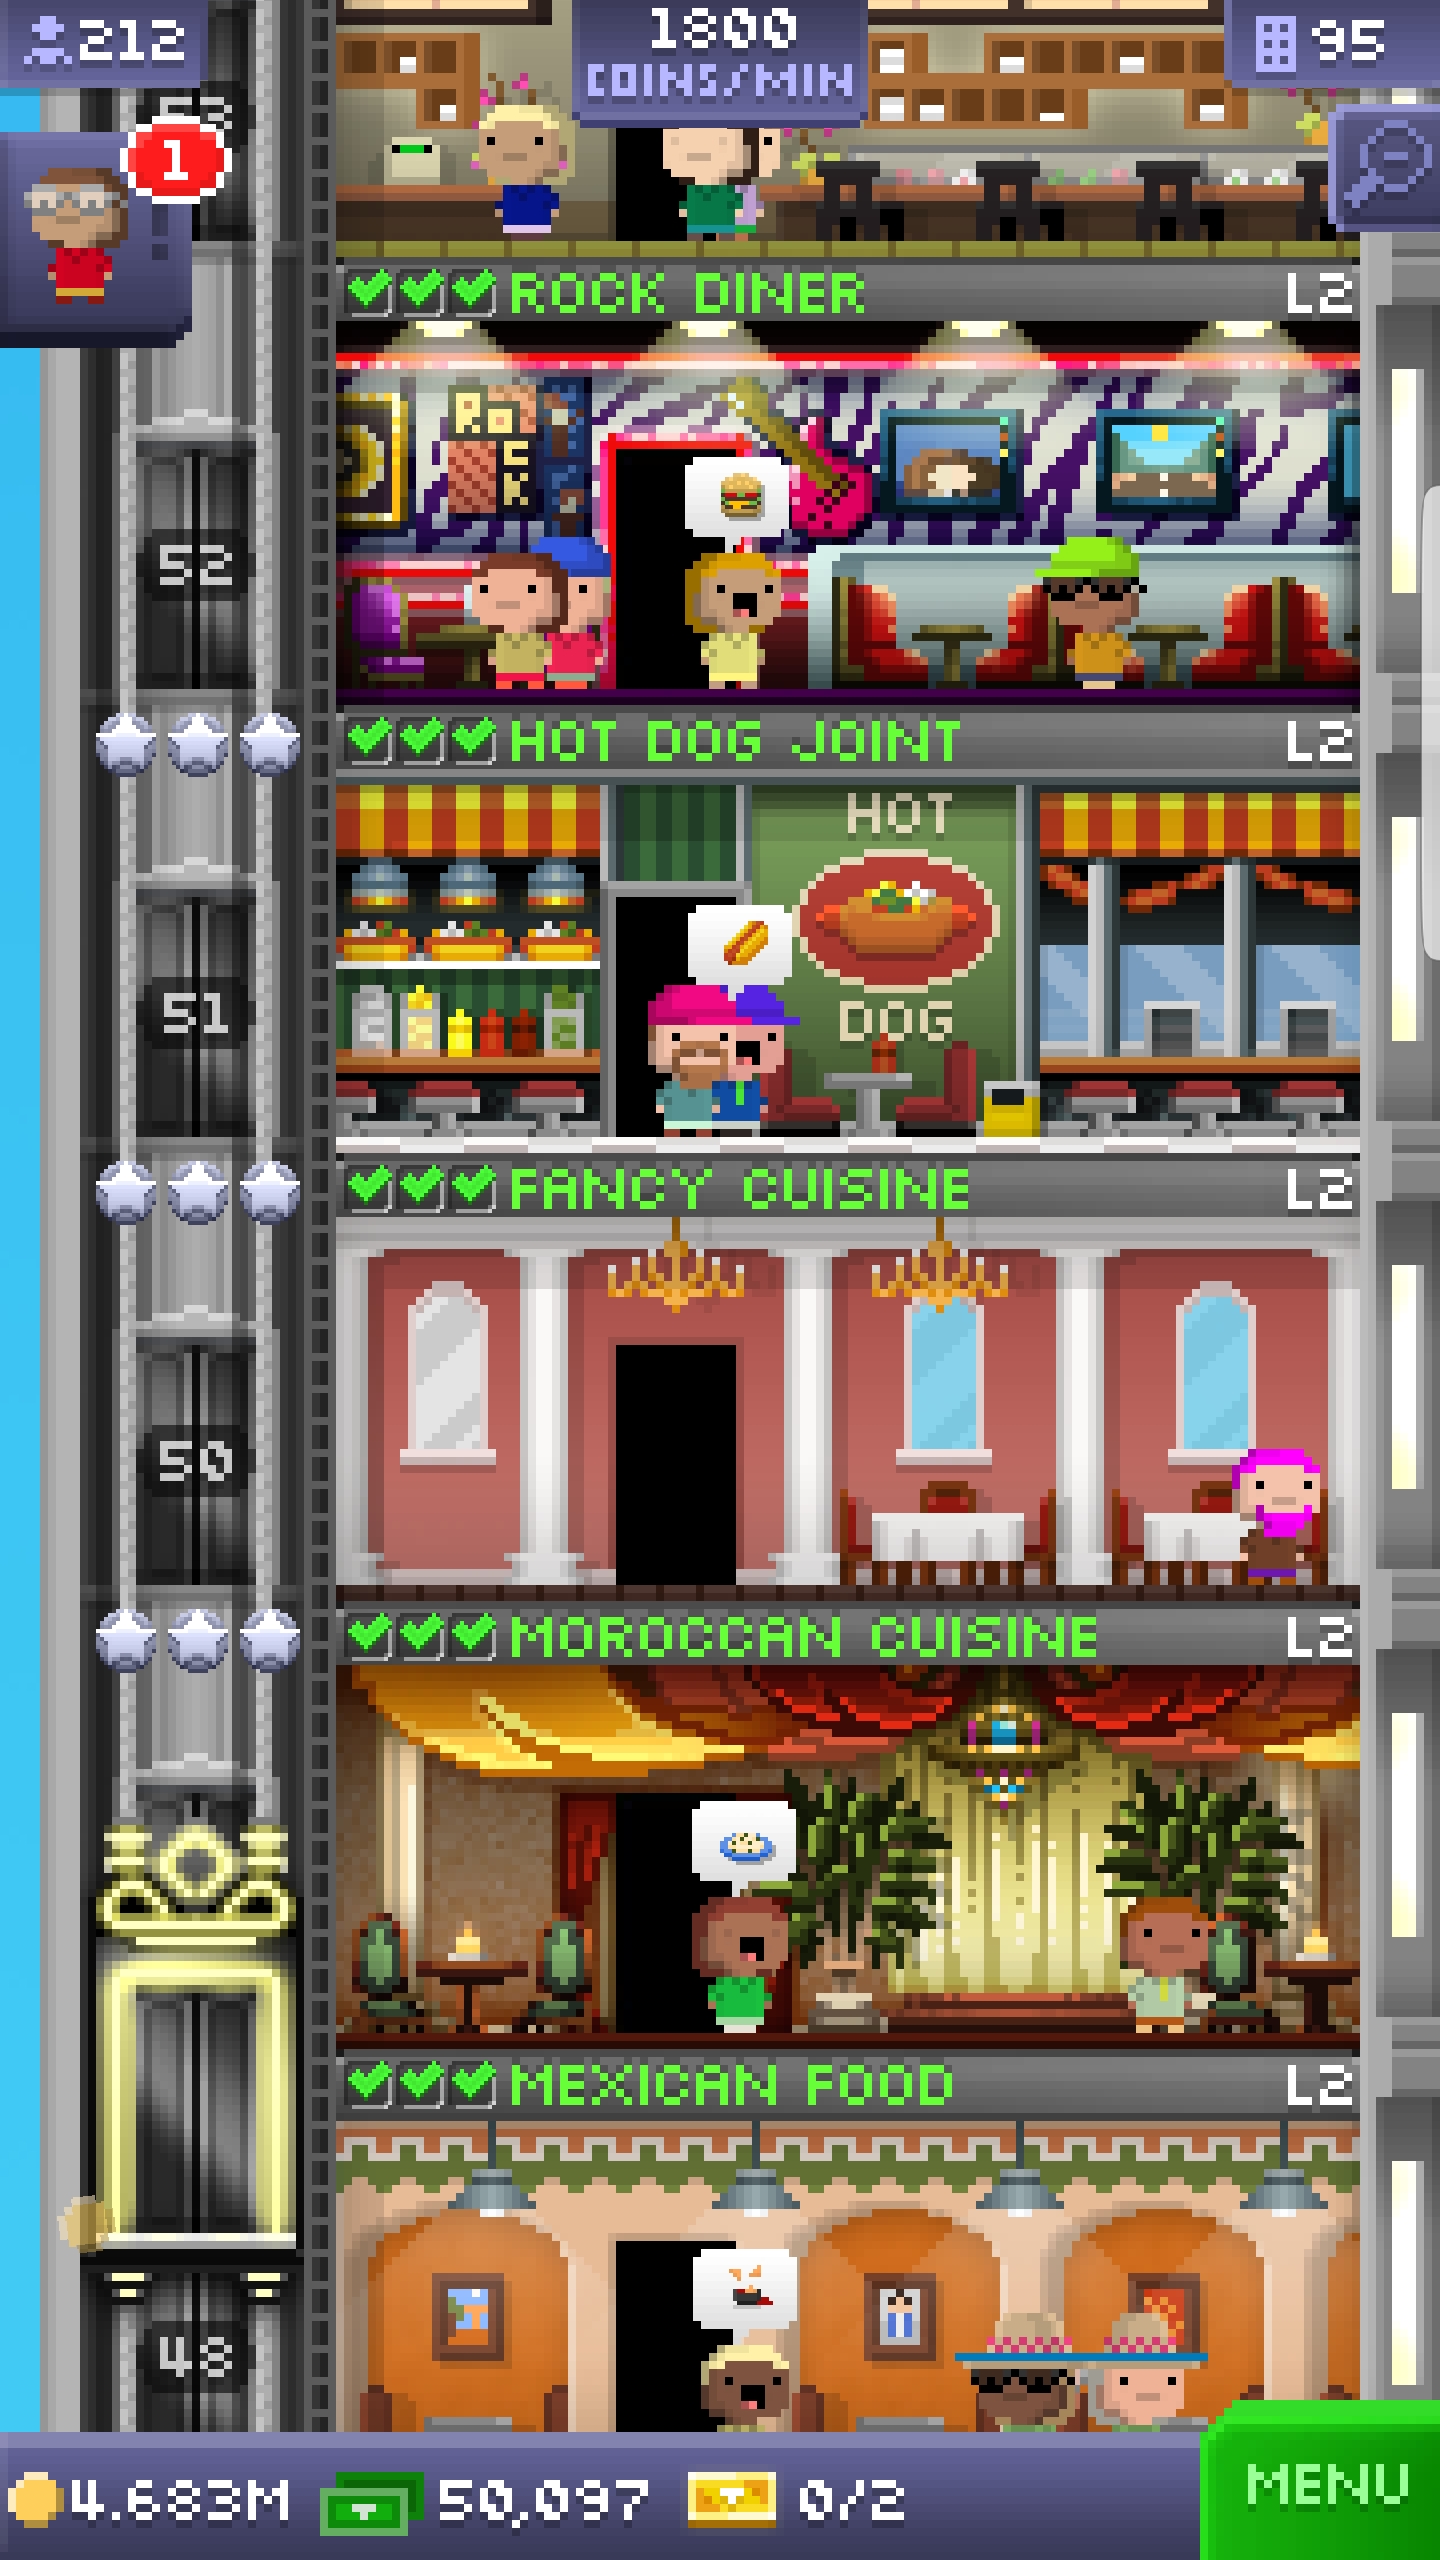 212
1800
COINS/MIN
95
53
1
ROCK DINER L2
ROCK
52
HOT DOG JOINT L2
HOT
DOG
51
FANCY CUISINE L2
50
MOROCCAN CUISINE L2
MEXICAN FOOD L2
48
4.683M 50,097 0/2
MENU